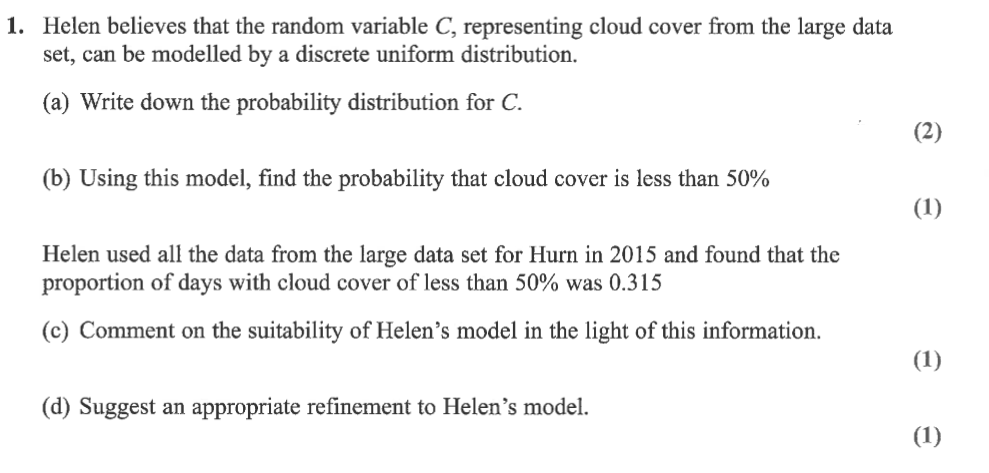 1. Helen believes that the random variable C, representing cloud cover from the large data
set, can be modelled by a discrete uniform distribution.
(a) Write down the probability distribution for C.
(2)
(b) Using this model, find the probability that cloud cover is less than 50%
(1)
Helen used all the data from the large data set for Hurn in 2015 and found that the
proportion of days with cloud cover of less than 50% was 0.315
(c) Comment on the suitability of Helen's model in the light of this information.
(1)
(d) Suggest an appropriate refinement to Helen's model.
(1)